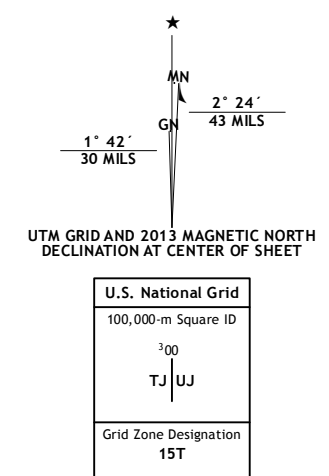 ★
MN
GN
2° 24´
43 MILS
1° 42´
30 MILS
UTM GRID AND 2013 MAGNETIC NORTH
DECLINATION AT CENTER OF SHEET
U.S. National Grid
100,000-m Square ID
³00
TJ UJ
Grid Zone Designation
15T